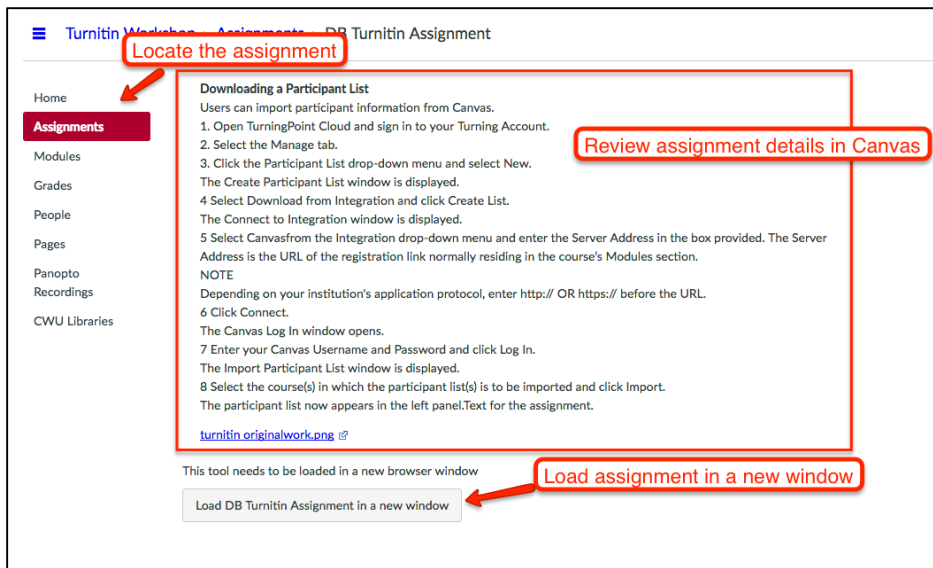 Turnitin Workshop Assignments DB Turnitin Assignment
Locate the assignment
Home
Assignments
Modules
Grades
People
Pages
Panopto
Recordings
CWU Libraries
Downloading a Participant List
Users can import participant information from Canvas.
1. Open TurningPoint Cloud and sign in to your Turning Account.
2. Select the Manage tab.
3. Click the Participant List drop-down menu and select New.
The Create Participant List window is displayed.
4 Select Download from Integration and click Create List.
The Connect to Integration window is displayed.
5 Select Canvasfrom the Integration drop-down menu and enter the Server Address in the box provided. The Server
Address is the URL of the registration link normally residing in the course's Modules section.
NOTE
Depending on your institution's application protocol, enter http:// OR https:// before the URL.
6 Click Connect.
The Canvas Log In window opens.
7 Enter your Canvas Username and Password and click Log In.
The Import Participant List window is displayed.
8 Select the course(s) in which the participant list(s) is to be imported and click Import.
The participant list now appears in the left panel.Text for the assignment.
turnitin originalwork.png
Review assignment details in Canvas
This tool needs to be loaded in a new browser window
Load assignment in a new window
Load DB Turnitin Assignment in a new window